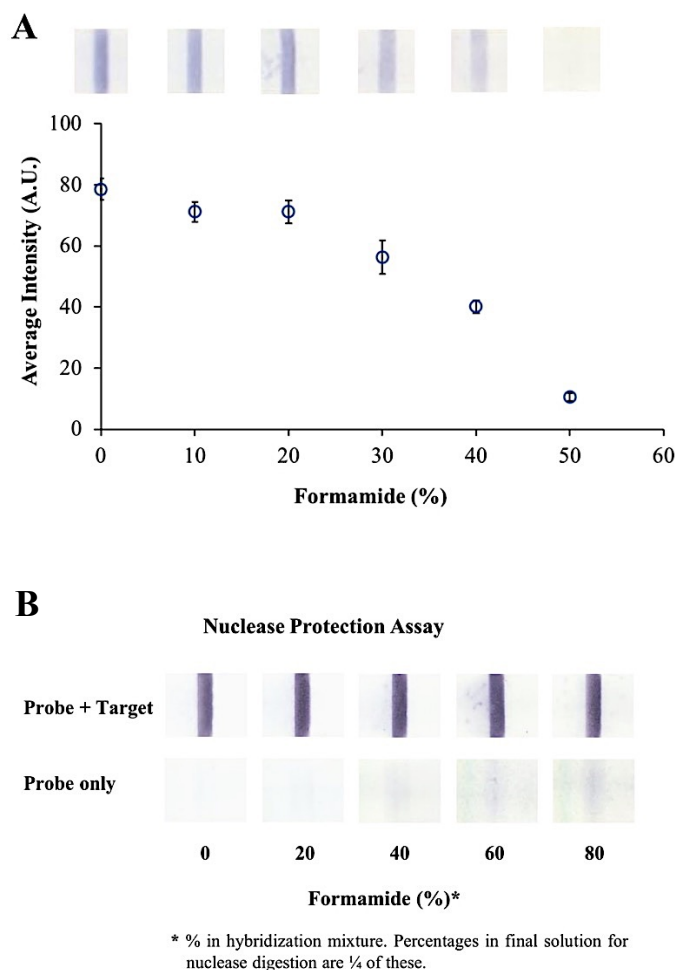 A
100
80
60
40
20
0
Average Intensity (A.U.)
0 10 20 30 40 50 60
Formamide (%)
B
Nuclease Protection Assay
Probe + Target
Probe only
0 20 40 60 80
Formamide (%)*
* % in hybridization mixture. Percentages in final solution for
nuclease digestion are ¼ of these.